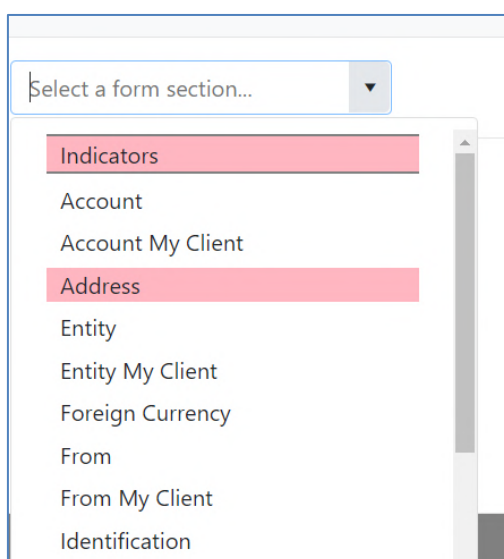 Select a form section...
Indicators
Account
Account My Client
Address
Entity
Entity My Client
Foreign Currency
From
From My Client
Identification